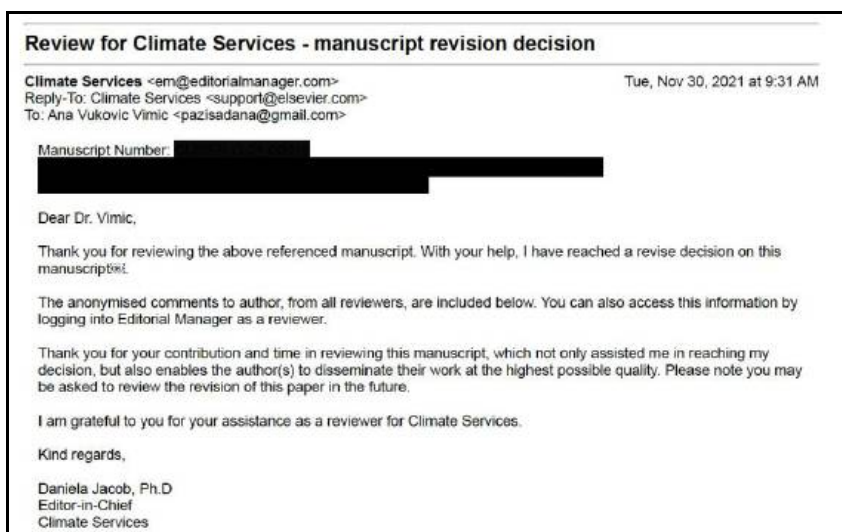 Review for Climate Services - manuscript revision decision
Climate Services <em@editorialmanager.com>
Tue, Nov 30, 2021 at 9:31 AM
Reply-To: Climate Services <support@elsevier.com>
To: Ana Vukovic Vimic <pazisadana@gmail.com>
Manuscript Number:
Dear Dr. Vimic,
Thank you for reviewing the above referenced manuscript. With your help, I have reached a revise decision on this
manuscript
The anonymised comments to author, from all reviewers, are included below. You can also access this information by
logging into Editorial Manager as a reviewer.
Thank you for your contribution and time in reviewing this manuscript, which not only assisted me in reaching my
decision, but also enables the author(s) to disseminate their work at the highest possible quality. Please note you may
be asked to review the revision of this paper in the future.
I am grateful to you for your assistance as a reviewer for Climate Services.
Kind regards,
Daniela Jacob, Ph.D
Editor-in-Chief
Climate Services